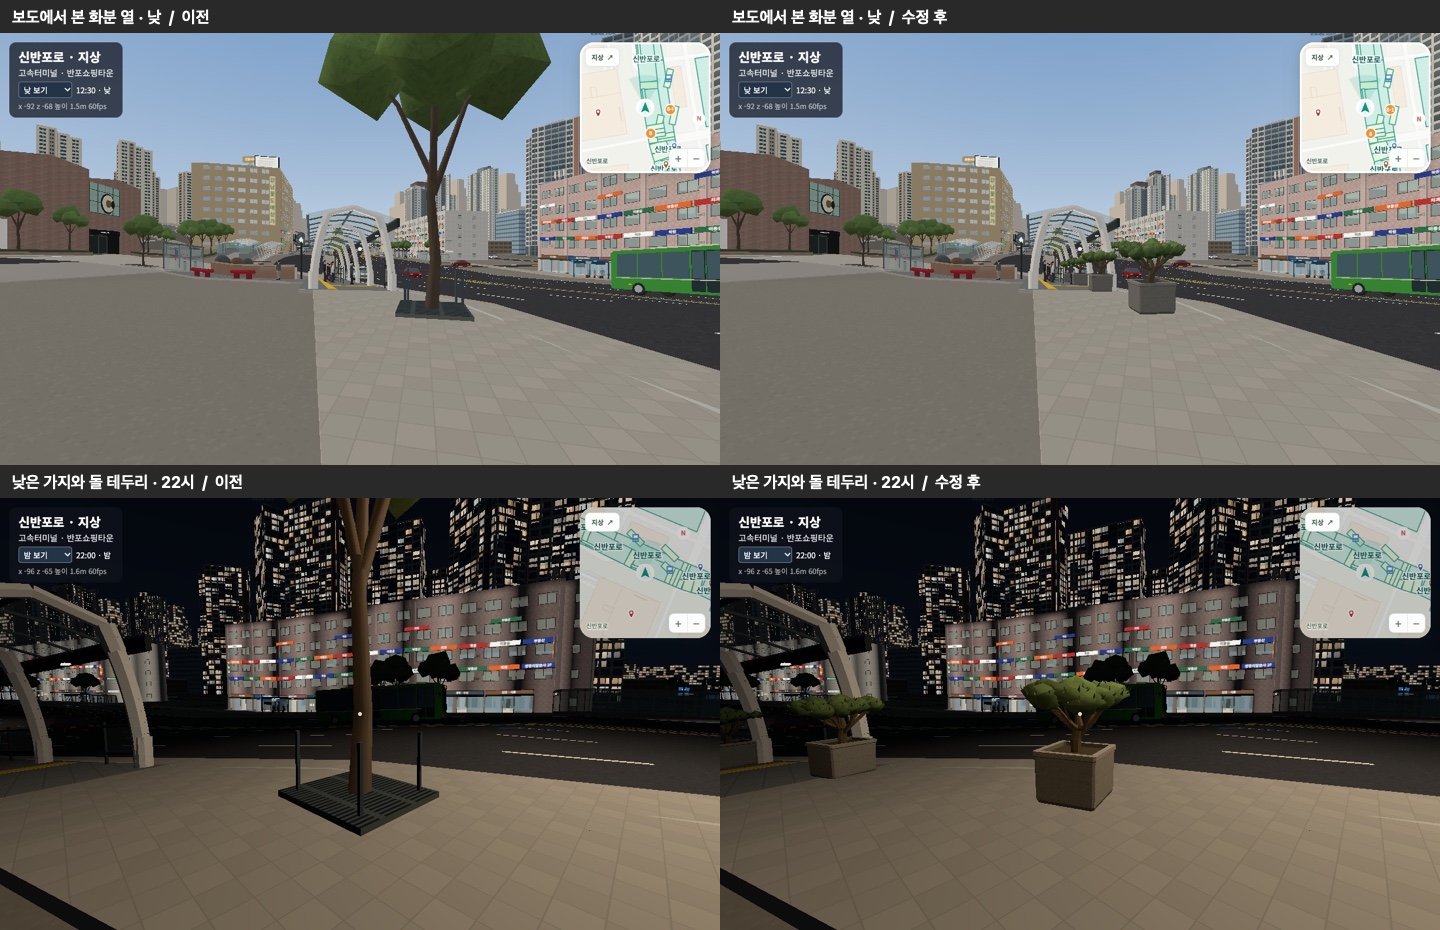 보도에서 본 화분 열 · 낮 / 이전
신반포로 · 지상
고속터미널 · 반포쇼핑타운
낮 보기 12:30 · 낮
x -92 z -68 높이 1.5m 60fps
지상 ↗
신반포로
N
신반포로
+ −
보도에서 본 화분 열 · 낮 / 수정 후
신반포로 · 지상
고속터미널 · 반포쇼핑타운
낮 보기 12:30 · 낮
x -92 z -68 높이 1.5m 60fps
지상 ↗
신반포로
N
신반포로
+ −
낮은 가지와 돌 테두리 · 22시 / 이전
신반포로 · 지상
고속터미널 · 반포쇼핑타운
밤 보기 22:00 · 밤
x -96 z -65 높이 1.6m 60fps
지상 ↗
N
신반포로
신반포로
신반포로
신반포로
+ −
낮은 가지와 돌 테두리 · 22시 / 수정 후
신반포로 · 지상
고속터미널 · 반포쇼핑타운
밤 보기 22:00 · 밤
x -96 z -65 높이 1.6m 60fps
지상 ↗
N
신반포로
신반포로
신반포로
신반포로
+ −